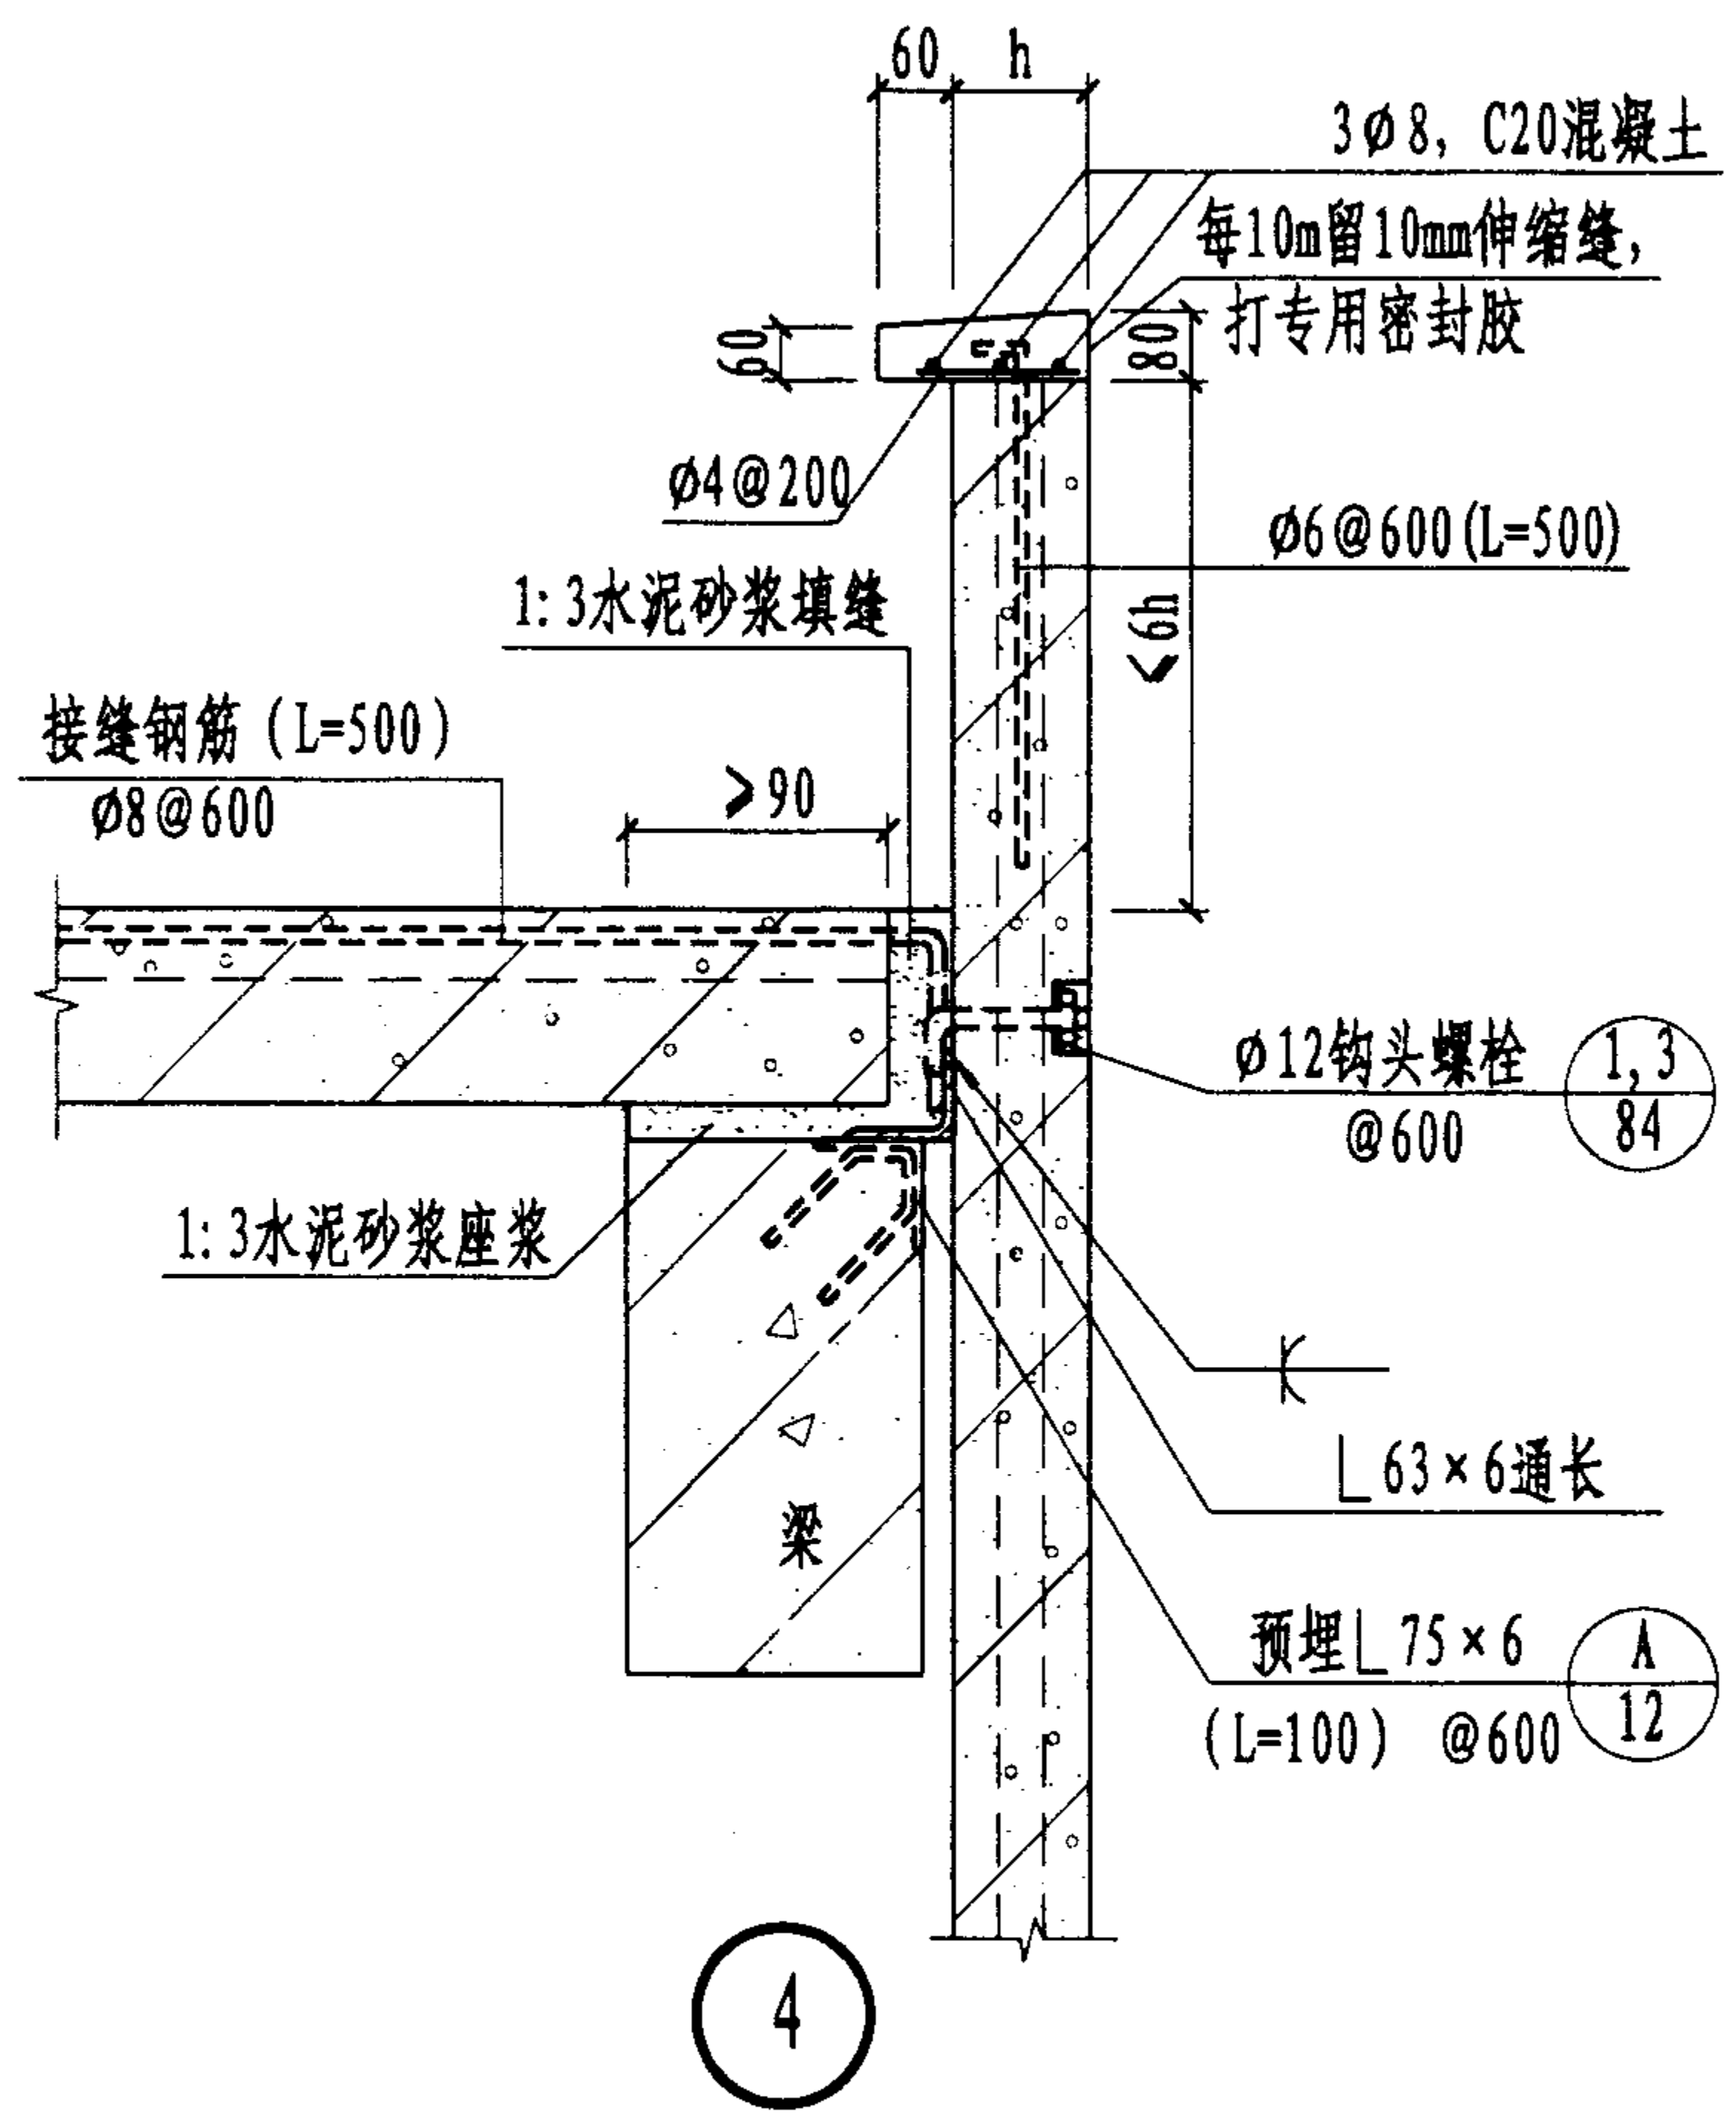 60
h
3ø8, C20混凝土
每10m留10mm伸缩缝,
打专用密封胶
60
80
ø4@200
ø6@600(L=500)
1:3水泥砂浆填缝
≤6h
接缝钢筋(L=500)
ø8@600
≥90
ø12钩头螺栓
@600
1,3
84
1:3水泥砂浆座浆
L63×6通长
梁
预埋L75×6
(L=100) @600
A
12
4